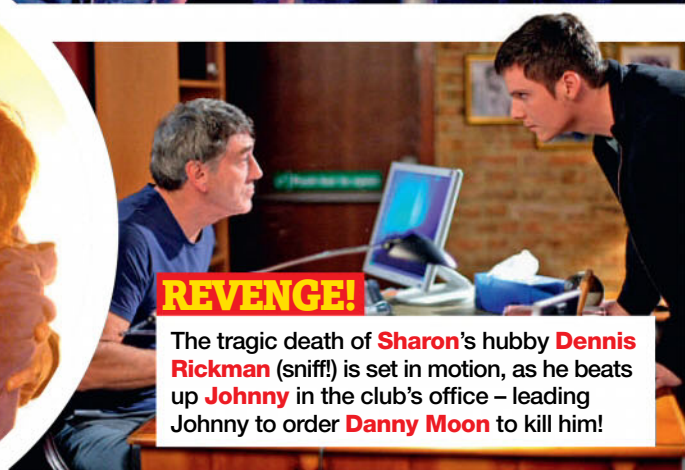 REVENGE!
The tragic death of Sharon's hubby Dennis
Rickman (sniff!) is set in motion, as he beats
up Johnny in the club's office – leading
Johnny to order Danny Moon to kill him!